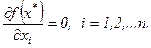 ∂f(x*)/∂xᵢ = 0, i = 1,2,...n.